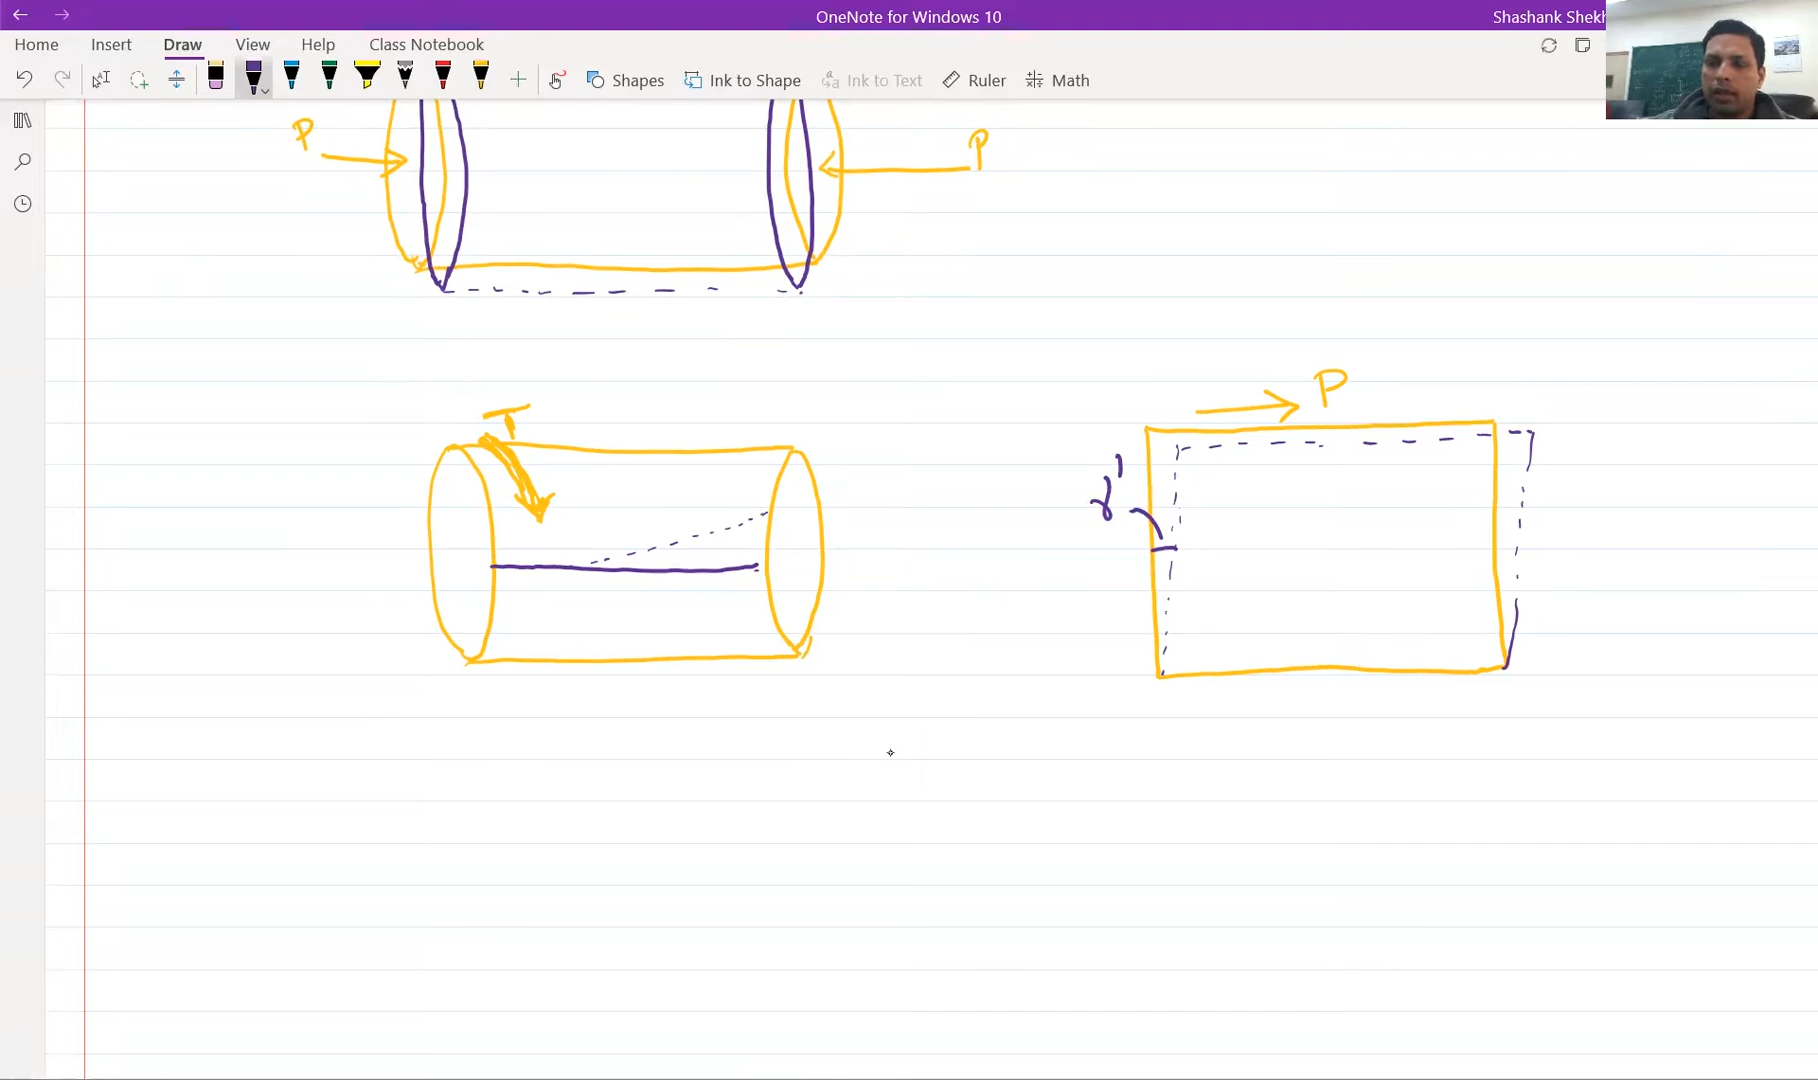 OneNote for Windows 10
Shashank Shekh
Home Insert Draw View Help Class Notebook
Shapes Ink to Shape Ink to Text Ruler Math
P
P
T
P
γ'